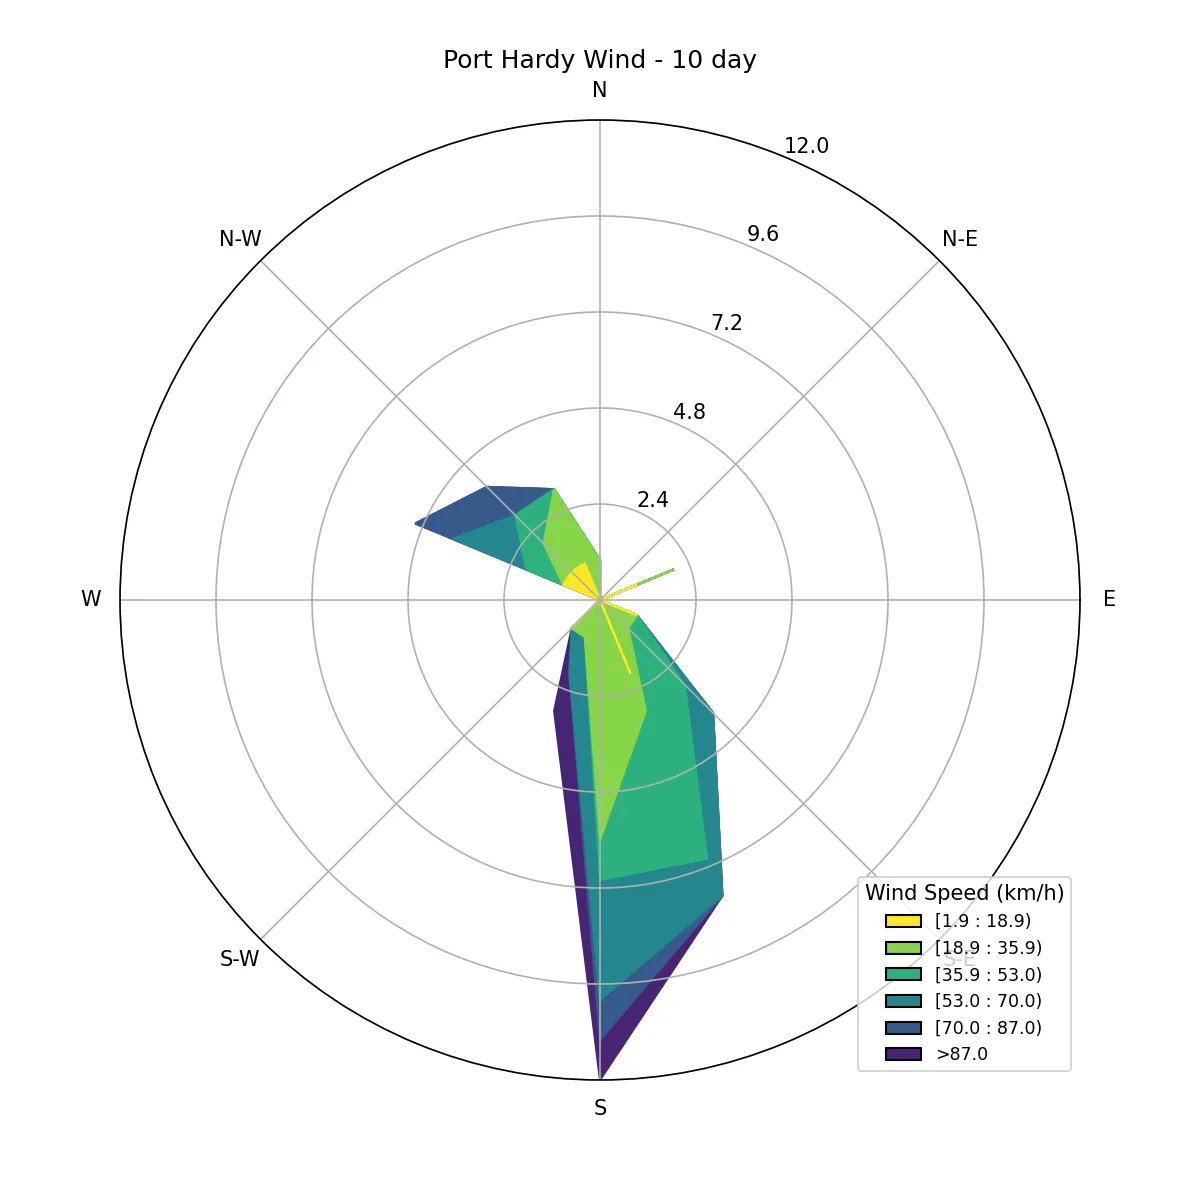 Port Hardy Wind - 10 day
N
12.0
N-W
9.6
N-E
7.2
4.8
2.4
W
E
S-W
S-E
S
Wind Speed (km/h)
[1.9 : 18.9)
[18.9 : 35.9)
[35.9 : 53.0)
[53.0 : 70.0)
[70.0 : 87.0)
>87.0